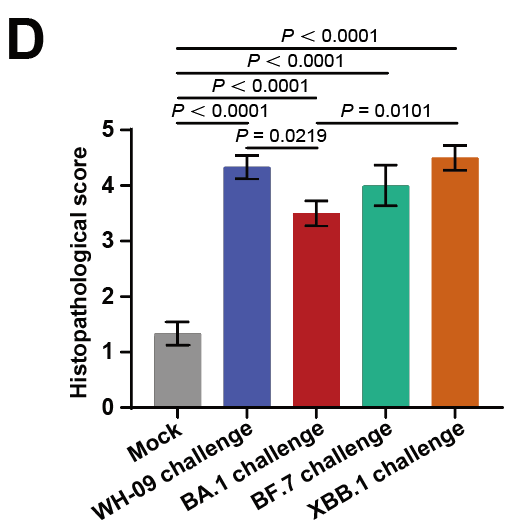 D
P < 0.0001
P < 0.0001
P < 0.0001
P < 0.0001
P = 0.0101
P = 0.0219
Histopathological score
5
4
3
2
1
0
Mock
WH-09 challenge
BA.1 challenge
BF.7 challenge
XBB.1 challenge